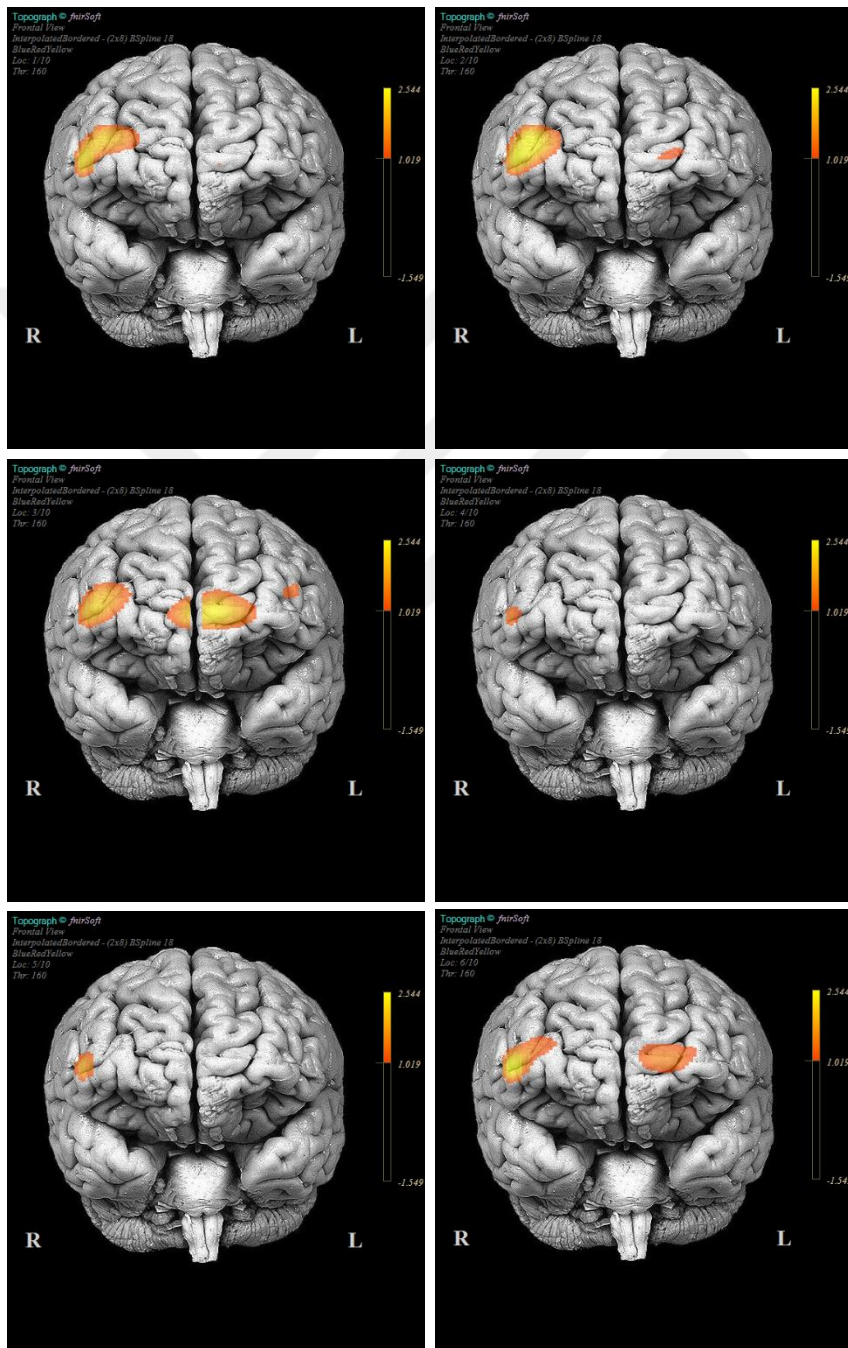 Topograph © fnirSoft
Frontal View
InterpolatedBordered - (2x8) BSpline 18
BlueRedYellow
Loc: 1/10
Thr: 160
2.544
1.019
-1.549
R
L
Topograph © fnirSoft
Frontal View
InterpolatedBordered - (2x8) BSpline 18
BlueRedYellow
Loc: 2/10
Thr: 160
2.544
1.019
-1.549
R
L
Topograph © fnirSoft
Frontal View
InterpolatedBordered - (2x8) BSpline 18
BlueRedYellow
Loc: 3/10
Thr: 160
2.544
1.019
-1.549
R
L
Topograph © fnirSoft
Frontal View
InterpolatedBordered - (2x8) BSpline 18
BlueRedYellow
Loc: 4/10
Thr: 160
2.544
1.019
-1.549
R
L
Topograph © fnirSoft
Frontal View
InterpolatedBordered - (2x8) BSpline 18
BlueRedYellow
Loc: 5/10
Thr: 160
2.544
1.019
-1.549
R
L
Topograph © fnirSoft
Frontal View
InterpolatedBordered - (2x8) BSpline 18
BlueRedYellow
Loc: 6/10
Thr: 160
2.544
1.019
-1.549
R
L